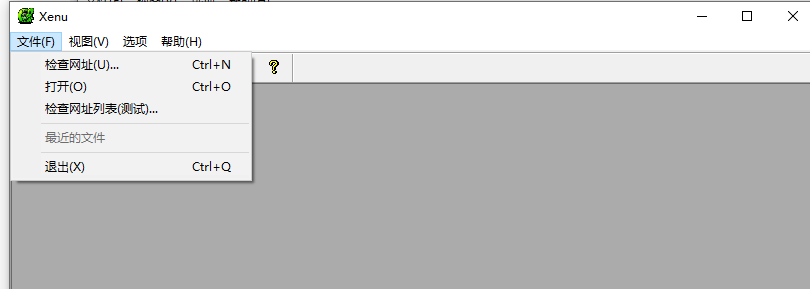 Xenu
文件(F) 视图(V) 选项 帮助(H)
检查网址(U)... Ctrl+N
打开(O) Ctrl+O
检查网址列表(测试)...
最近的文件
退出(X) Ctrl+Q